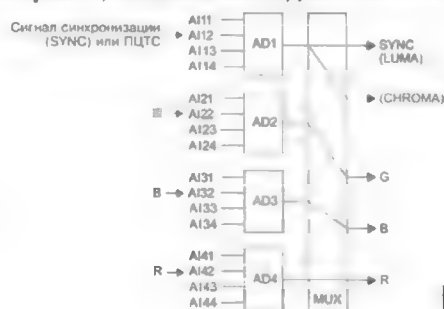 Сигнал синхронизации
(SYNC) или ПЦТС
AI11
AI12
AI13
AI14
AD1
SYNC
(LUMA)
(CHROMA)
AI21
AI22
AI23
AI24
AD2
G
B
AI31
AI32
AI33
AI34
AD3
B
R
AI41
AI42
AI43
AI44
AD4
R
MUX